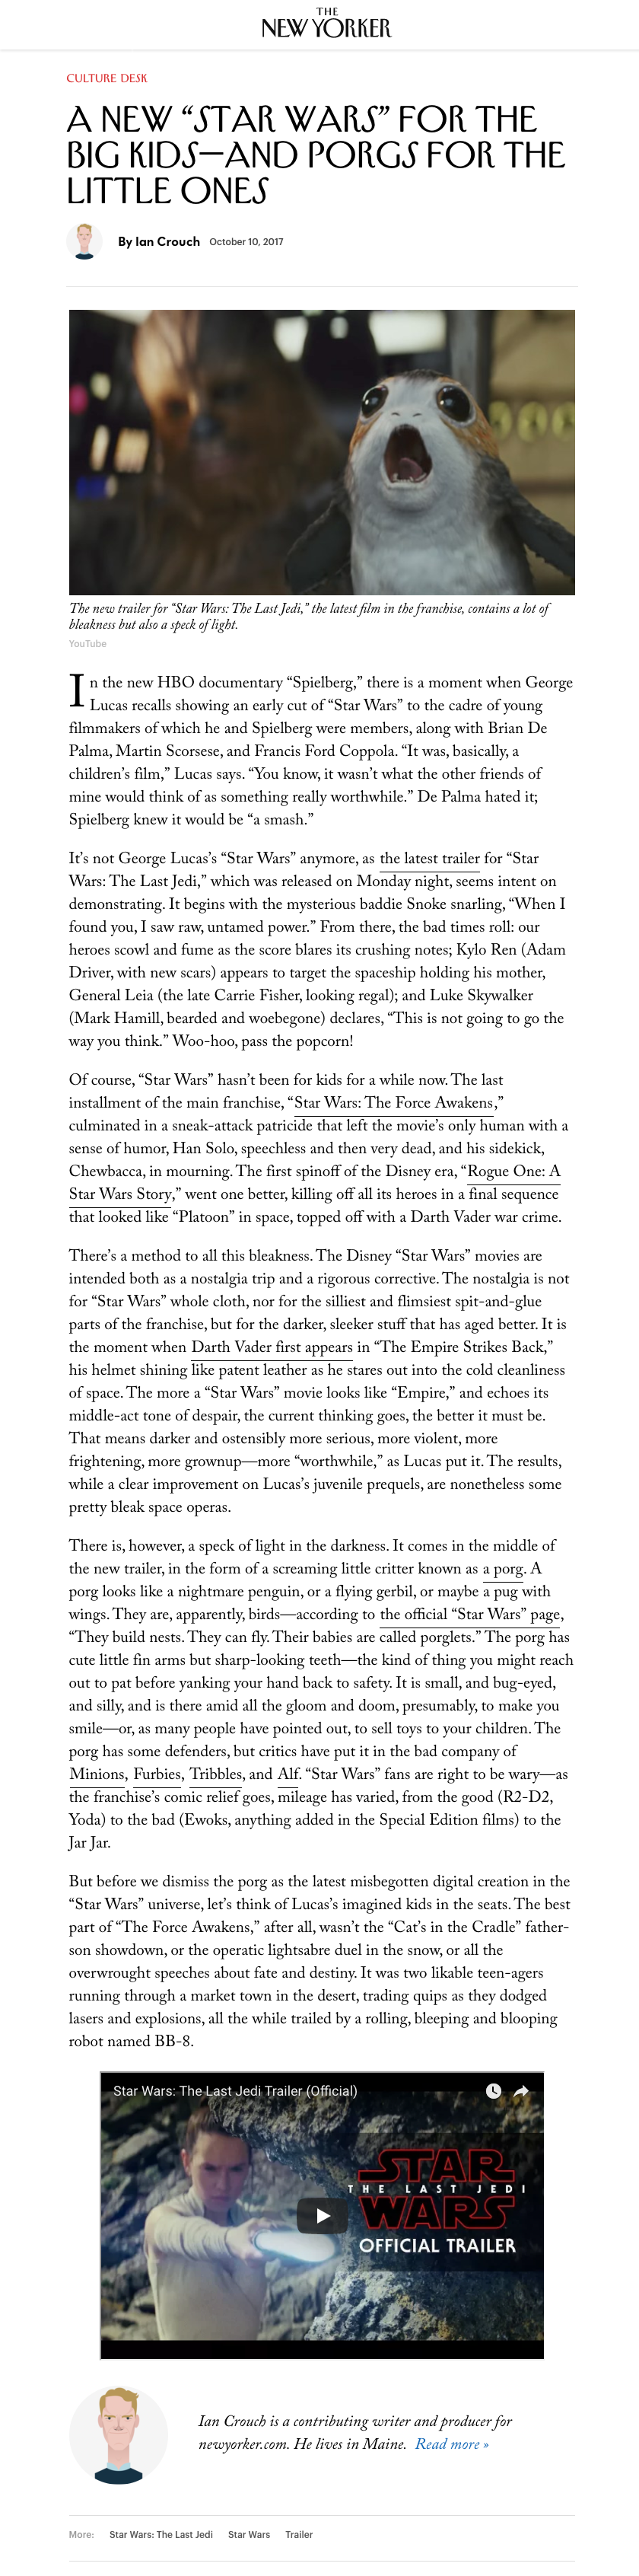 THE
NEW YORKER
CULTURE DESK
A NEW “STAR WARS” FOR THE
BIG KIDS—AND PORGS FOR THE
LITTLE ONES
By Ian Crouch October 10, 2017
The new trailer for “Star Wars: The Last Jedi,” the latest film in the franchise, contains a lot of
bleakness but also a speck of light.
YouTube
In the new HBO documentary “Spielberg,” there is a moment when George
Lucas recalls showing an early cut of “Star Wars” to the cadre of young
filmmakers of which he and Spielberg were members, along with Brian De
Palma, Martin Scorsese, and Francis Ford Coppola. “It was, basically, a
children’s film,” Lucas says. “You know, it wasn’t what the other friends of
mine would think of as something really worthwhile.” De Palma hated it;
Spielberg knew it would be “a smash.”
It’s not George Lucas’s “Star Wars” anymore, as the latest trailer for “Star
Wars: The Last Jedi,” which was released on Monday night, seems intent on
demonstrating. It begins with the mysterious baddie Snoke snarling, “When I
found you, I saw raw, untamed power.” From there, the bad times roll: our
heroes scowl and fume as the score blares its crushing notes; Kylo Ren (Adam
Driver, with new scars) appears to target the spaceship holding his mother,
General Leia (the late Carrie Fisher, looking regal); and Luke Skywalker
(Mark Hamill, bearded and woebegone) declares, “This is not going to go the
way you think.” Woo-hoo, pass the popcorn!
Of course, “Star Wars” hasn’t been for kids for a while now. The last
installment of the main franchise, “Star Wars: The Force Awakens,”
culminated in a sneak-attack patricide that left the movie’s only human with a
sense of humor, Han Solo, speechless and then very dead, and his sidekick,
Chewbacca, in mourning. The first spinoff of the Disney era, “Rogue One: A
Star Wars Story,” went one better, killing off all its heroes in a final sequence
that looked like “Platoon” in space, topped off with a Darth Vader war crime.
There’s a method to all this bleakness. The Disney “Star Wars” movies are
intended both as a nostalgia trip and a rigorous corrective. The nostalgia is not
for “Star Wars” whole cloth, nor for the silliest and flimsiest spit-and-glue
parts of the franchise, but for the darker, sleeker stuff that has aged better. It is
the moment when Darth Vader first appears in “The Empire Strikes Back,”
his helmet shining like patent leather as he stares out into the cold cleanliness
of space. The more a “Star Wars” movie looks like “Empire,” and echoes its
middle-act tone of despair, the current thinking goes, the better it must be.
That means darker and ostensibly more serious, more violent, more
frightening, more grownup—more “worthwhile,” as Lucas put it. The results,
while a clear improvement on Lucas’s juvenile prequels, are nonetheless some
pretty bleak space operas.
There is, however, a speck of light in the darkness. It comes in the middle of
the new trailer, in the form of a screaming little critter known as a porg. A
porg looks like a nightmare penguin, or a flying gerbil, or maybe a pug with
wings. They are, apparently, birds—according to the official “Star Wars” page,
“They build nests. They can fly. Their babies are called porglets.” The porg has
cute little fin arms but sharp-looking teeth—the kind of thing you might reach
out to pat before yanking your hand back to safety. It is small, and bug-eyed,
and silly, and is there amid all the gloom and doom, presumably, to make you
smile—or, as many people have pointed out, to sell toys to your children. The
porg has some defenders, but critics have put it in the bad company of
Minions, Furbies, Tribbles, and Alf. “Star Wars” fans are right to be wary—as
the franchise’s comic relief goes, mileage has varied, from the good (R2-D2,
Yoda) to the bad (Ewoks, anything added in the Special Edition films) to the
Jar Jar.
But before we dismiss the porg as the latest misbegotten digital creation in the
“Star Wars” universe, let’s think of Lucas’s imagined kids in the seats. The best
part of “The Force Awakens,” after all, wasn’t the “Cat’s in the Cradle” father-
son showdown, or the operatic lightsabre duel in the snow, or all the
overwrought speeches about fate and destiny. It was two likable teen-agers
running through a market town in the desert, trading quips as they dodged
lasers and explosions, all the while trailed by a rolling, bleeping and blooping
robot named BB-8.
Star Wars: The Last Jedi Trailer (Official)
STAR
THE LAST JEDI
WARS
OFFICIAL TRAILER
Ian Crouch is a contributing writer and producer for
newyorker.com. He lives in Maine. Read more »
More: Star Wars: The Last Jedi Star Wars Trailer